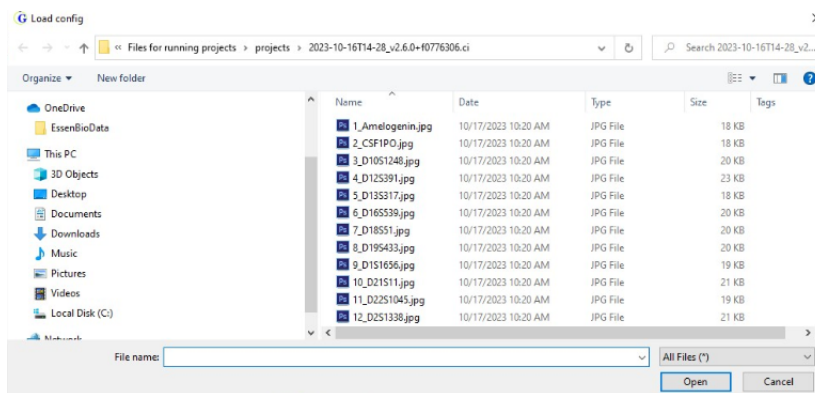 Load config
« Files for running projects > projects > 2023-10-16T14-28_v2.6.0+f0776306.ci
Search 2023-10-16T14-28_v2...
Organize New folder
Name Date Type Size Tags
OneDrive
EssenBioData
This PC
3D Objects
Desktop
Documents
Downloads
Music
Pictures
Videos
Local Disk (C:)
Network
1_Amelogenin.jpg 10/17/2023 10:20 AM JPG File 18 KB
2_CSF1PO.jpg 10/17/2023 10:20 AM JPG File 18 KB
3_D10S1248.jpg 10/17/2023 10:20 AM JPG File 20 KB
4_D12S391.jpg 10/17/2023 10:20 AM JPG File 23 KB
5_D13S317.jpg 10/17/2023 10:20 AM JPG File 18 KB
6_D16S539.jpg 10/17/2023 10:20 AM JPG File 20 KB
7_D18S51.jpg 10/17/2023 10:20 AM JPG File 20 KB
8_D19S433.jpg 10/17/2023 10:20 AM JPG File 20 KB
9_D1S1656.jpg 10/17/2023 10:20 AM JPG File 19 KB
10_D21S11.jpg 10/17/2023 10:20 AM JPG File 21 KB
11_D22S1045.jpg 10/17/2023 10:20 AM JPG File 19 KB
12_D2S1338.jpg 10/17/2023 10:20 AM JPG File 21 KB
File name:
All Files (*)
Open Cancel